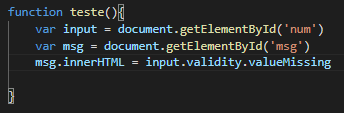 function teste(){
    var input = document.getElementById('num')
    var msg = document.getElementById('msg')
    msg.innerHTML = input.validity.valueMissing
}